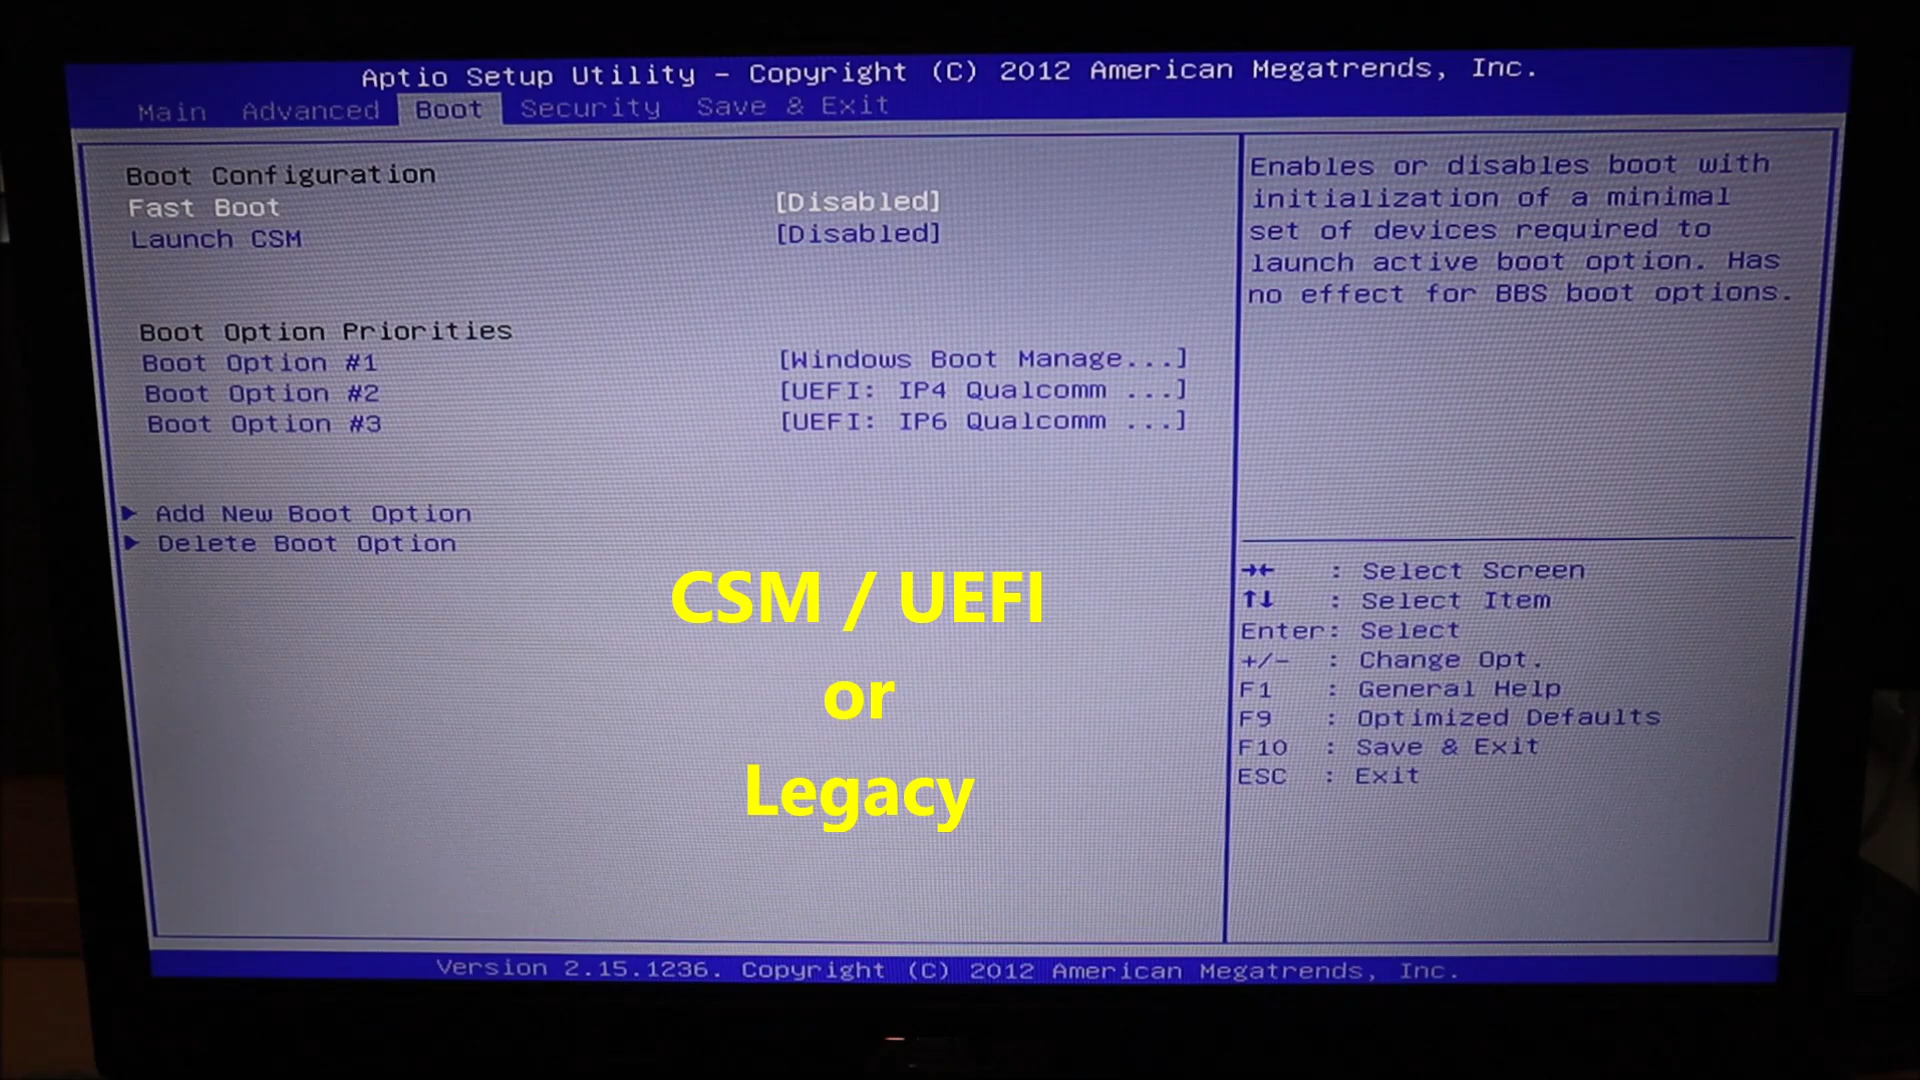 Aptio Setup Utility - Copyright (C) 2012 American Megatrends, Inc.
Main Advanced Boot Security Save & Exit
Boot Configuration
Fast Boot [Disabled]
Launch CSM [Disabled]
Boot Option Priorities
Boot Option #1 [Windows Boot Manage...]
Boot Option #2 [UEFI: IP4 Qualcomm ...]
Boot Option #3 [UEFI: IP6 Qualcomm ...]
Add New Boot Option
Delete Boot Option
CSM / UEFI
or
Legacy
Enables or disables boot with
initialization of a minimal
set of devices required to
launch active boot option. Has
no effect for BBS boot options.
→← : Select Screen
↑↓ : Select Item
Enter: Select
+/- : Change Opt.
F1 : General Help
F9 : Optimized Defaults
F10 : Save & Exit
ESC : Exit
Version 2.15.1236. Copyright (C) 2012 American Megatrends, Inc.